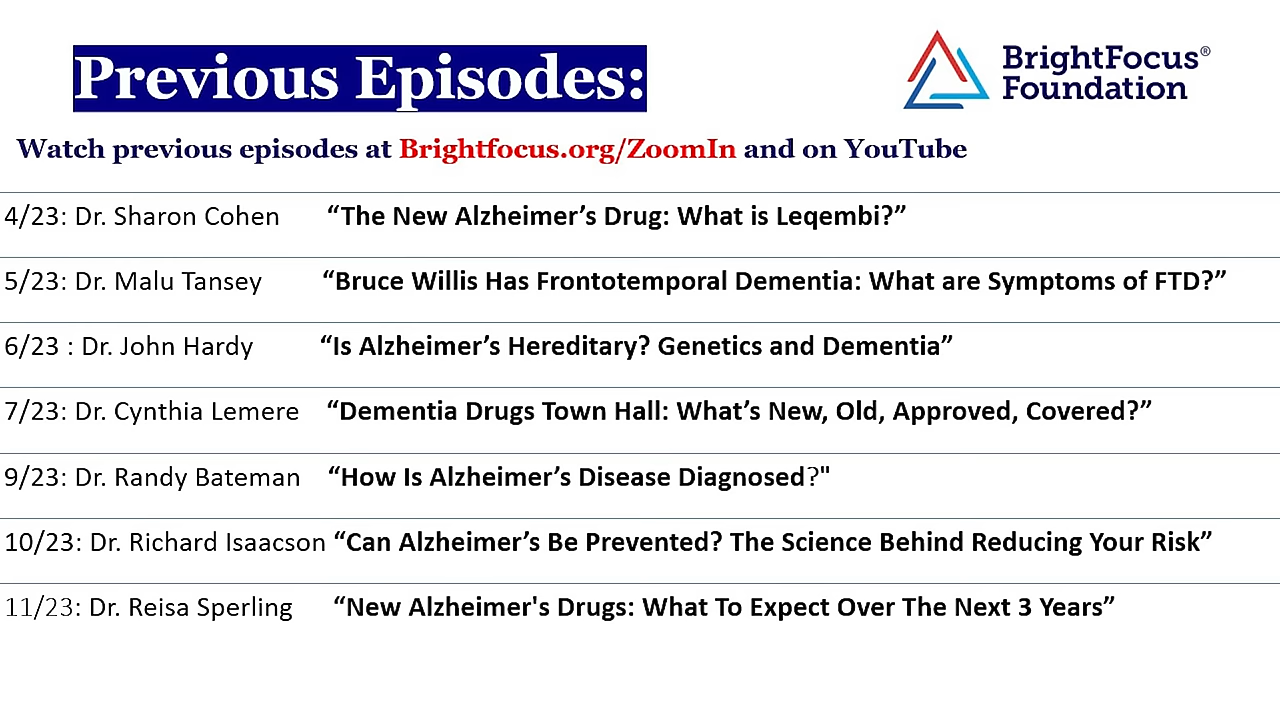 Previous Episodes:
BrightFocus®
Foundation
Watch previous episodes at Brightfocus.org/ZoomIn and on YouTube
4/23: Dr. Sharon Cohen “The New Alzheimer’s Drug: What is Leqembi?”
5/23: Dr. Malu Tansey “Bruce Willis Has Frontotemporal Dementia: What are Symptoms of FTD?”
6/23 : Dr. John Hardy “Is Alzheimer’s Hereditary? Genetics and Dementia”
7/23: Dr. Cynthia Lemere “Dementia Drugs Town Hall: What’s New, Old, Approved, Covered?”
9/23: Dr. Randy Bateman “How Is Alzheimer’s Disease Diagnosed?"
10/23: Dr. Richard Isaacson “Can Alzheimer’s Be Prevented? The Science Behind Reducing Your Risk”
11/23: Dr. Reisa Sperling “New Alzheimer's Drugs: What To Expect Over The Next 3 Years”